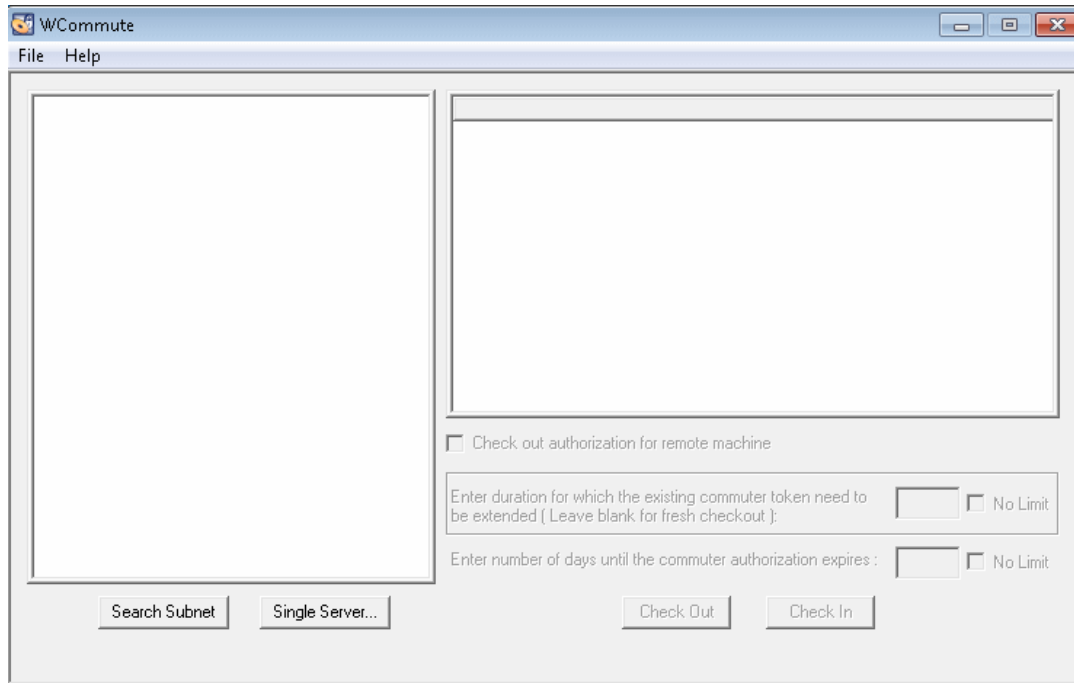 WCommute
File Help
Check out authorization for remote machine
Enter duration for which the existing commuter token need to
be extended ( Leave blank for fresh checkout ):
No Limit
Enter number of days until the commuter authorization expires :
No Limit
Search Subnet
Single Server...
Check Out
Check In